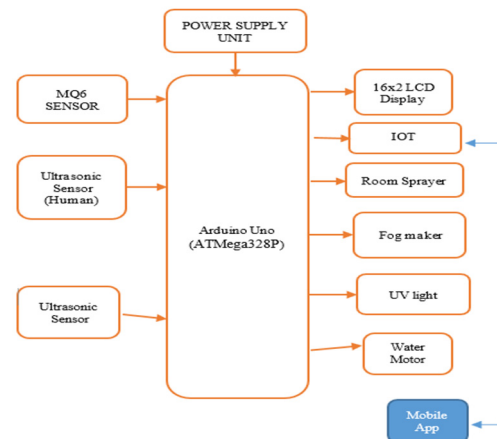 POWER SUPPLY
UNIT
MQ6
SENSOR
Ultrasonic
Sensor
(Human)
Ultrasonic
Sensor
Arduino Uno
(ATMega328P)
16x2 LCD
Display
IOT
Room Sprayer
Fog maker
UV light
Water
Motor
Mobile
App